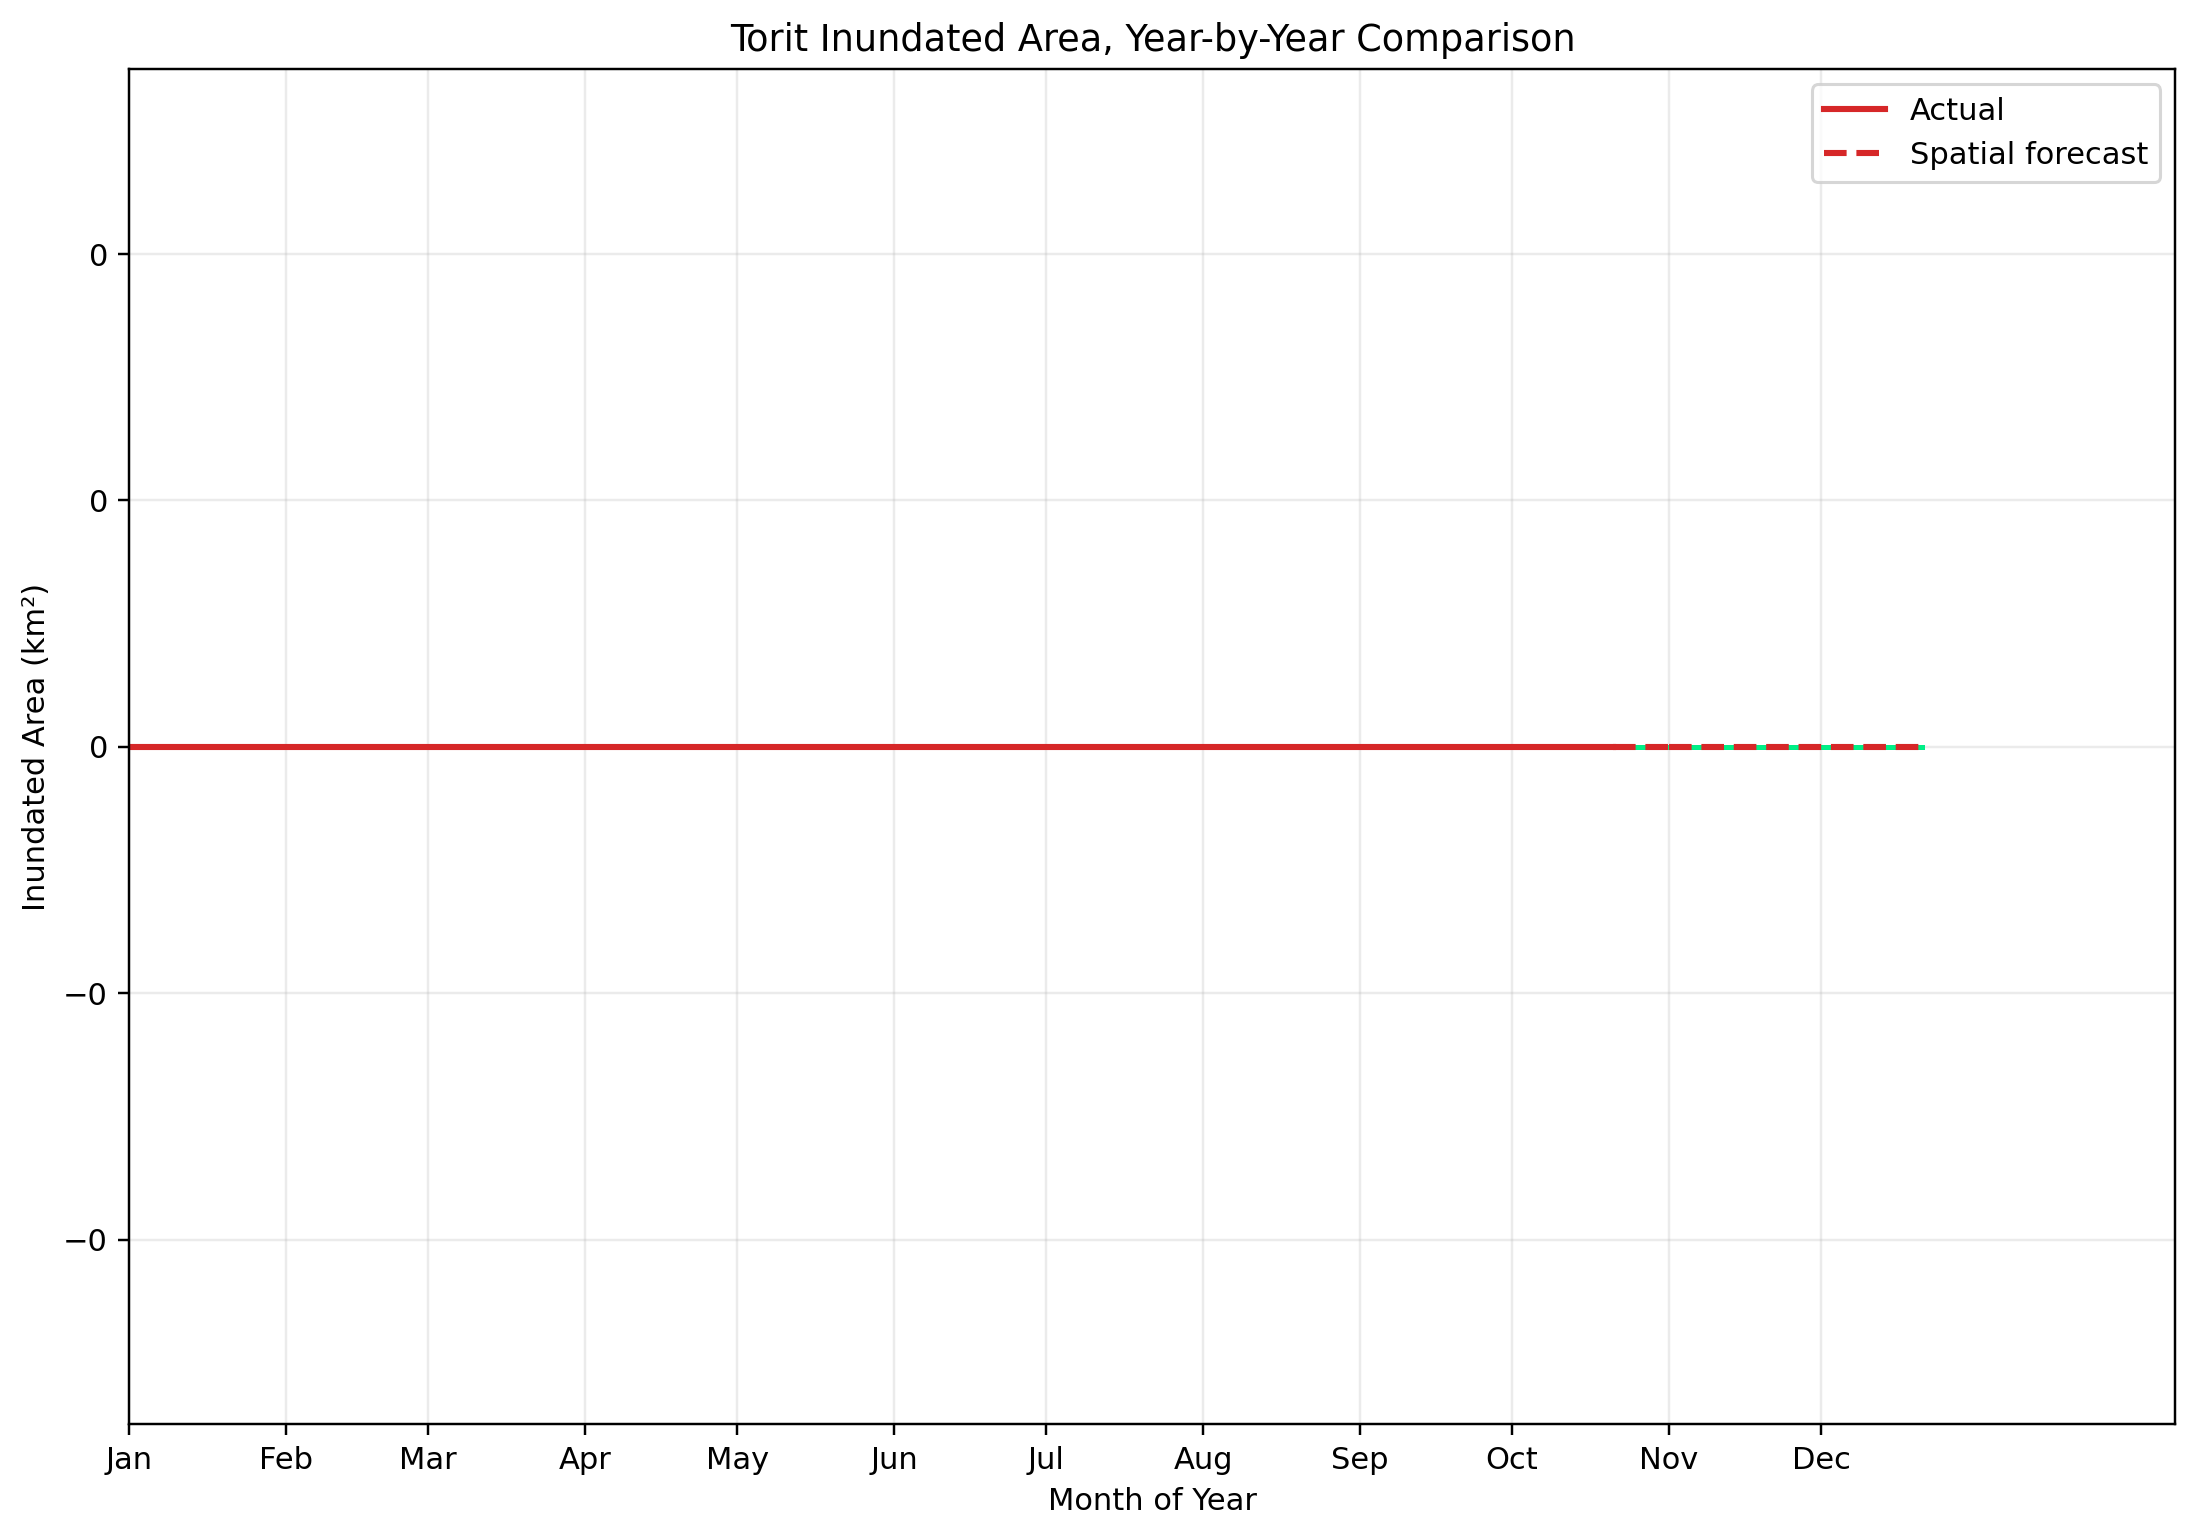 Torit Inundated Area, Year-by-Year Comparison
Actual
Spatial forecast
Inundated Area (km²)
0
0
0
−0
−0
Jan Feb Mar Apr May Jun Jul Aug Sep Oct Nov Dec
Month of Year